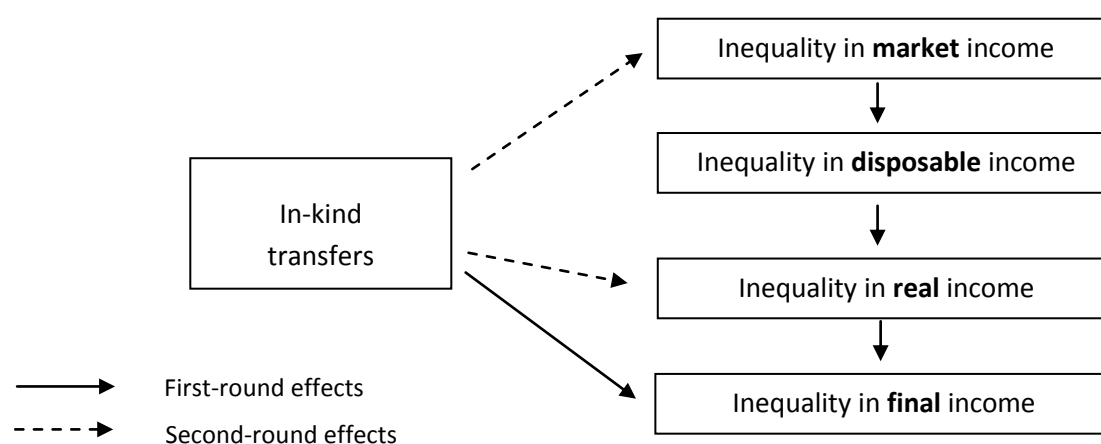 Inequality in market income
Inequality in disposable income
In-kind
transfers
Inequality in real income
Inequality in final income
First-round effects
Second-round effects